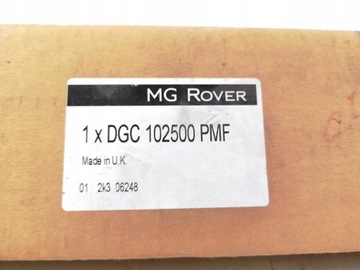 MG ROVER
1 x DGC 102500 PMF
Made in U.K
01 2k3 06248